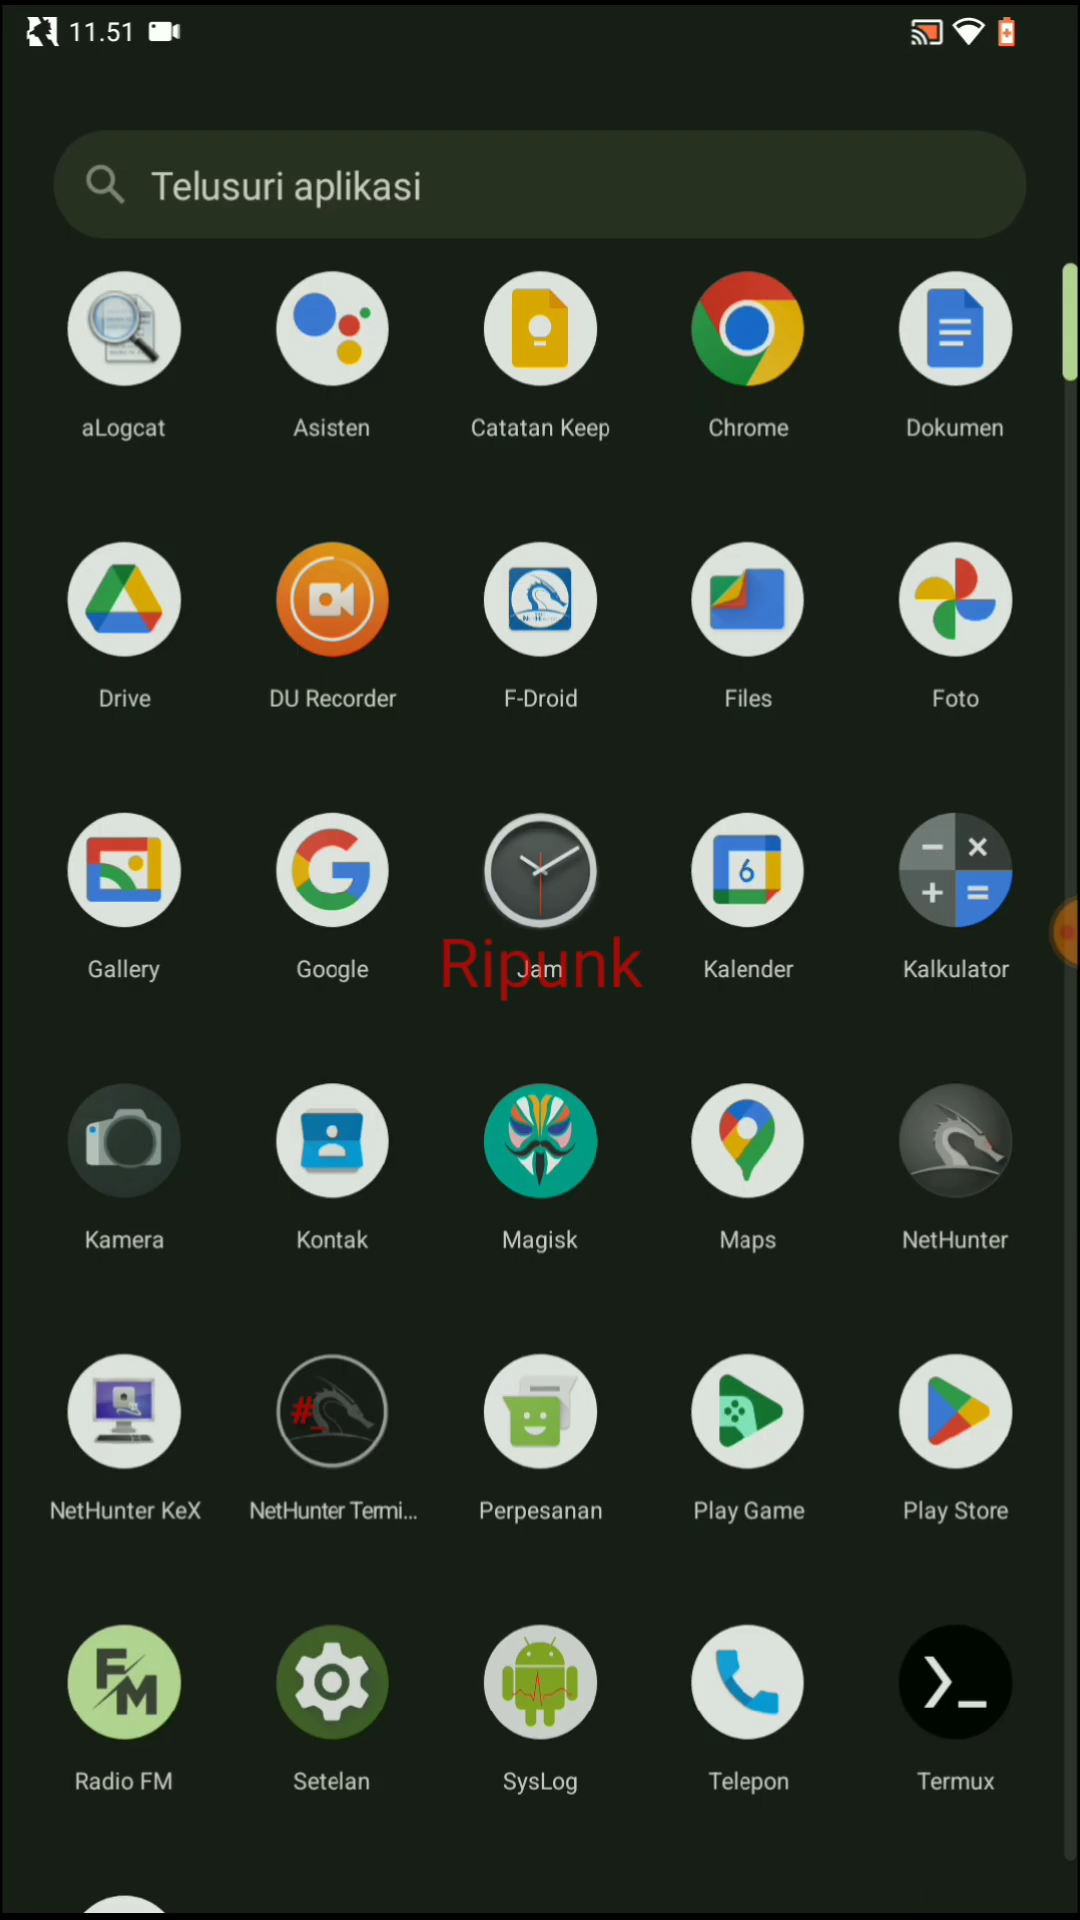 11.51
Telusuri aplikasi
aLogcat
Asisten
Catatan Keep
Chrome
Dokumen
Drive
DU Recorder
F-Droid
Files
Foto
Gallery
Google
Jam
Ripunk
6
Kalender
Kalkulator
Kamera
Kontak
Magisk
Maps
NetHunter
NetHunter KeX
NetHunter Termi...
Perpesanan
Play Game
Play Store
FM
Radio FM
Setelan
SysLog
Telepon
Termux